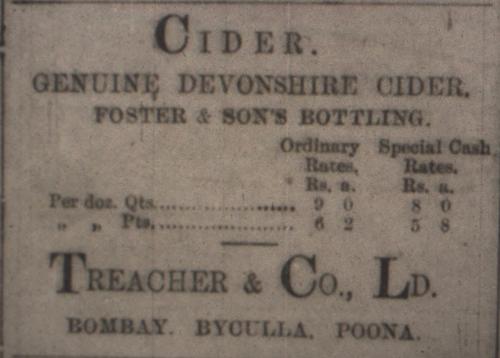 CIDER.
GENUINE DEVONSHIRE CIDER.
FOSTER & SON'S BOTTLING.
Ordinary Special Cash
Rates. Rates.
Rs. a. Rs. a.
Per doz. Qts....................... 9 0 8 0
„ „ Pts....................... 6 2 5 8
TREACHER & CO., LD.
BOMBAY. BYCULLA. POONA.